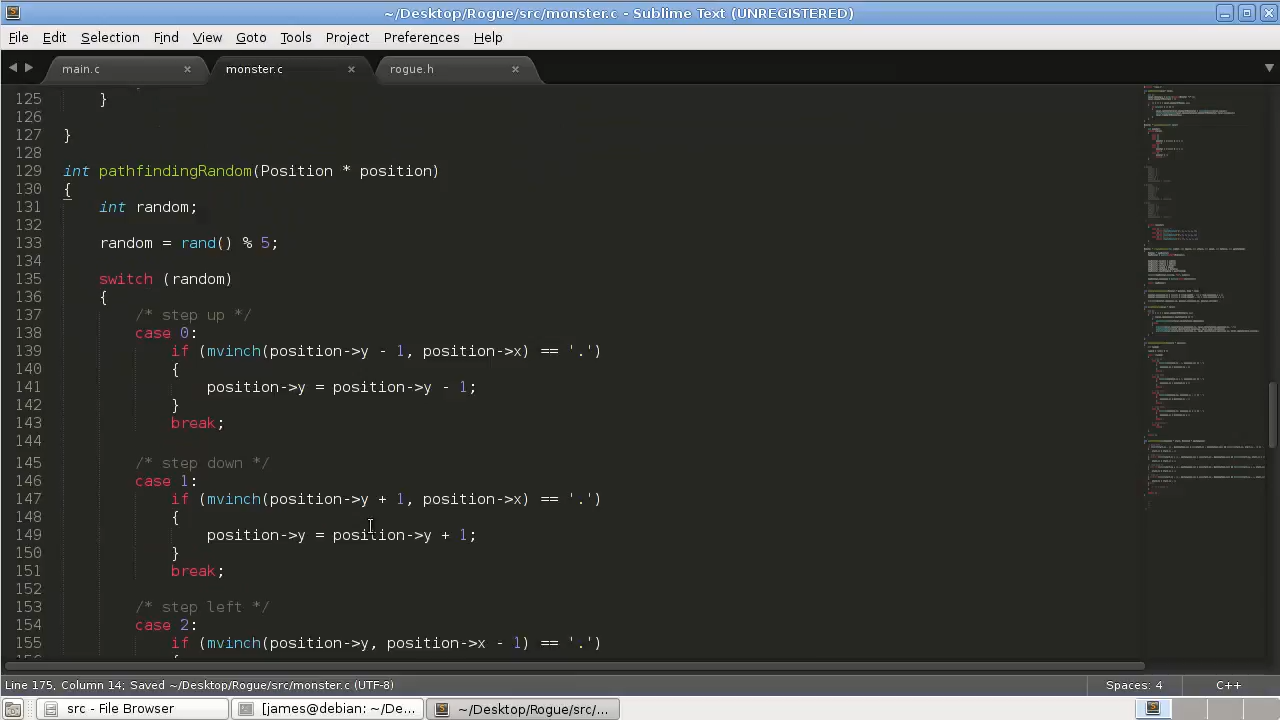 ~/Desktop/Rogue/src/monster.c - Sublime Text (UNREGISTERED)
File Edit Selection Find View Goto Tools Project Preferences Help
main.c × monster.c × rogue.h ×
125 }
126
127 }
128
129 int pathfindingRandom(Position * position)
130 {
131 int random;
132
133 random = rand() % 5;
134
135 switch (random)
136 {
137 /* step up */
138 case 0:
139 if (mvinch(position->y - 1, position->x) == '.')
140 {
141 position->y = position->y - 1;
142 }
143 break;
144
145 /* step down */
146 case 1:
147 if (mvinch(position->y + 1, position->x) == '.')
148 {
149 position->y = position->y + 1;
150 }
151 break;
152
153 /* step left */
154 case 2:
155 if (mvinch(position->y, position->x - 1) == '.')
Line 175, Column 14; Saved ~/Desktop/Rogue/src/monster.c (UTF-8) Spaces: 4 C++
src - File Browser [james@debian: ~/De... ~/Desktop/Rogue/src/...